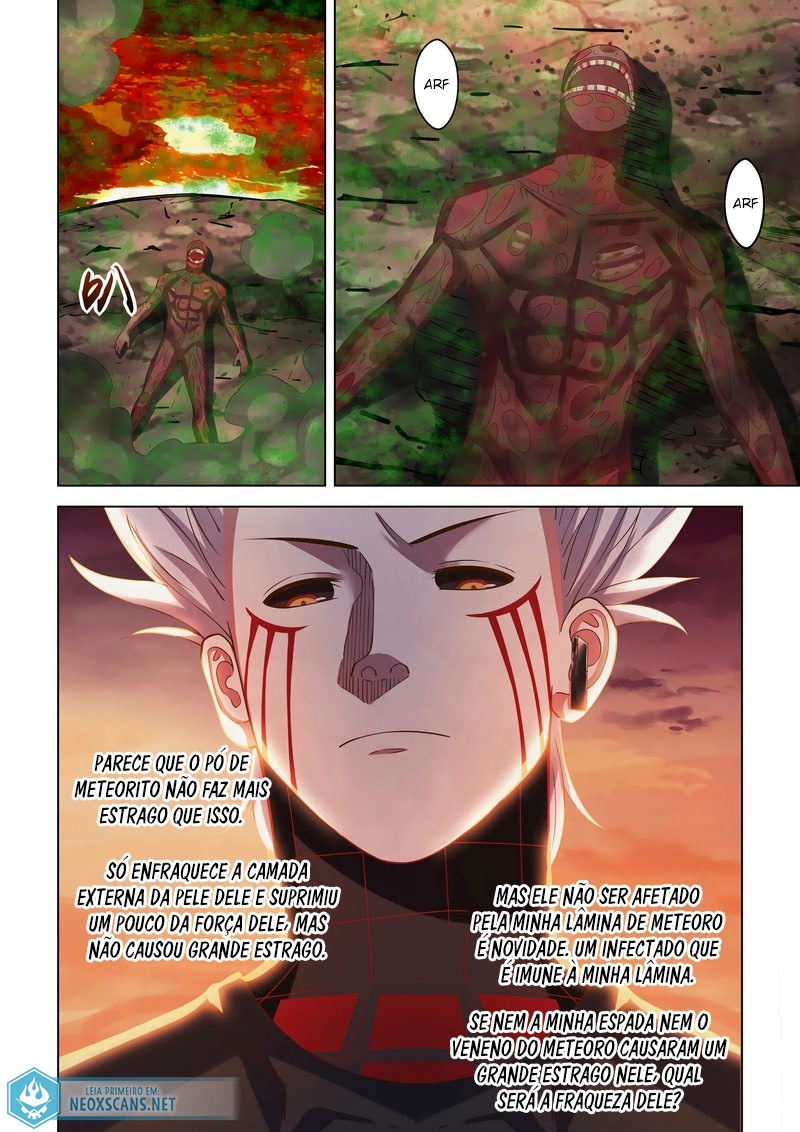 ARF
ARF
PARECE QUE O PÓ DE
METEORITO NÃO FAZ MAIS
ESTRAGO QUE ISSO.
SÓ ENFRAQUECE A CAMADA
EXTERNA DA PELE DELE E SUPRIMIU
UM POUCO DA FORÇA DELE, MAS
NÃO CAUSOU GRANDE ESTRAGO.
MAS ELE NÃO SER AFETADO
PELA MINHA LÂMINA DE METEORO
É NOVIDADE. UM INFECTADO QUE
É IMUNE À MINHA LÂMINA.
SE NEM A MINHA ESPADA NEM O
VENENO DO METEORO CAUSARAM UM
GRANDE ESTRAGO NELE, QUAL
SERÁ A FRAQUEZA DELE?
LEIA PRIMEIRO EM:
NEOXSCANS.NET